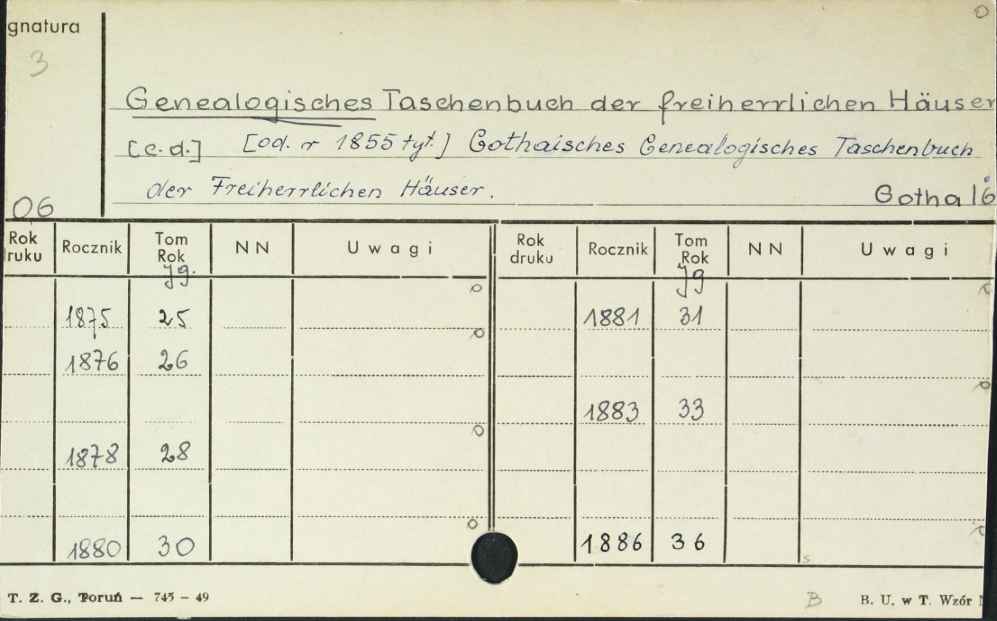 gnatura
3
Genealogisches Taschenbuch der freiherrlichen Häuser
[c.d.] [od. r 1855 tyt.] Gothaisches Genealogisches Taschenbuch
der Freiherrlichen Häuser.
Gotha 16
06
Rok ruku Rocznik Tom Rok Jg. NN Uwagi Rok druku Rocznik Tom Rok Jg NN Uwagi
1875 25 1881 31
1876 26
1883 33
1878 28
1880 30 1886 36
T. Z. G., Toruń — 745 - 49 B B. U. w T. Wzór